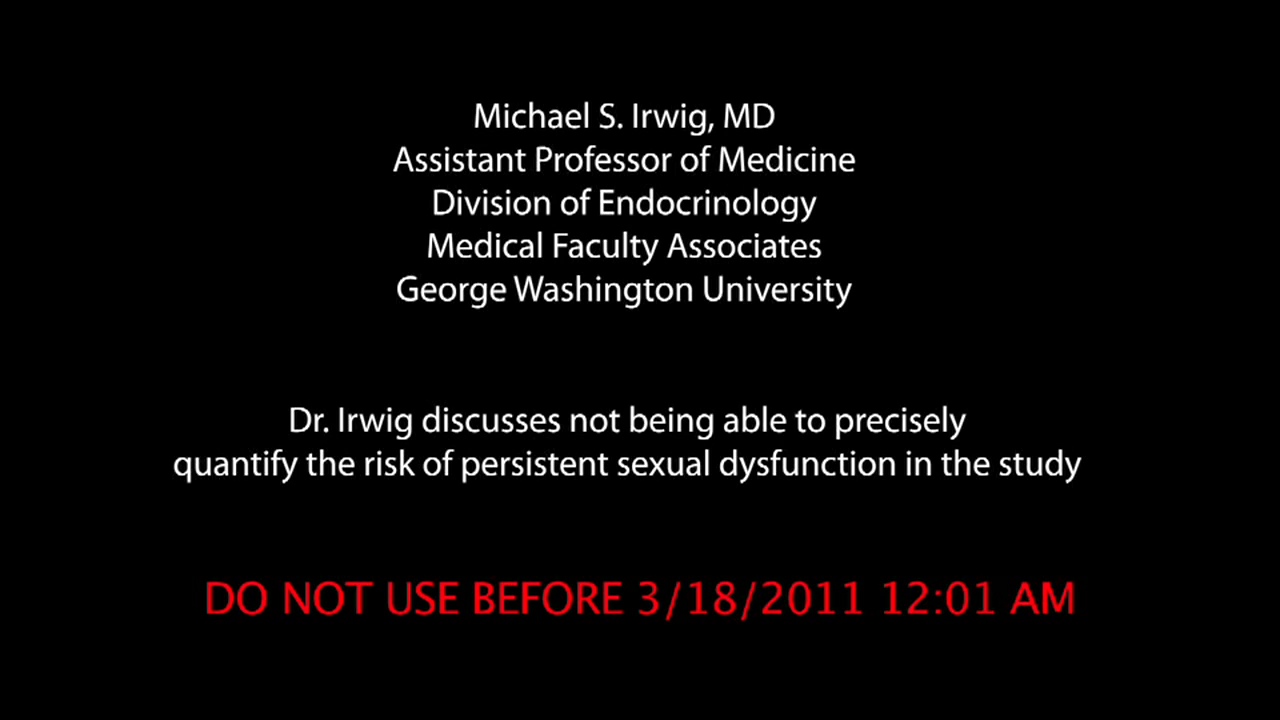 Michael S. Irwig, MD
Assistant Professor of Medicine
Division of Endocrinology
Medical Faculty Associates
George Washington University
Dr. Irwig discusses not being able to precisely
quantify the risk of persistent sexual dysfunction in the study
DO NOT USE BEFORE 3/18/2011 12:01 AM